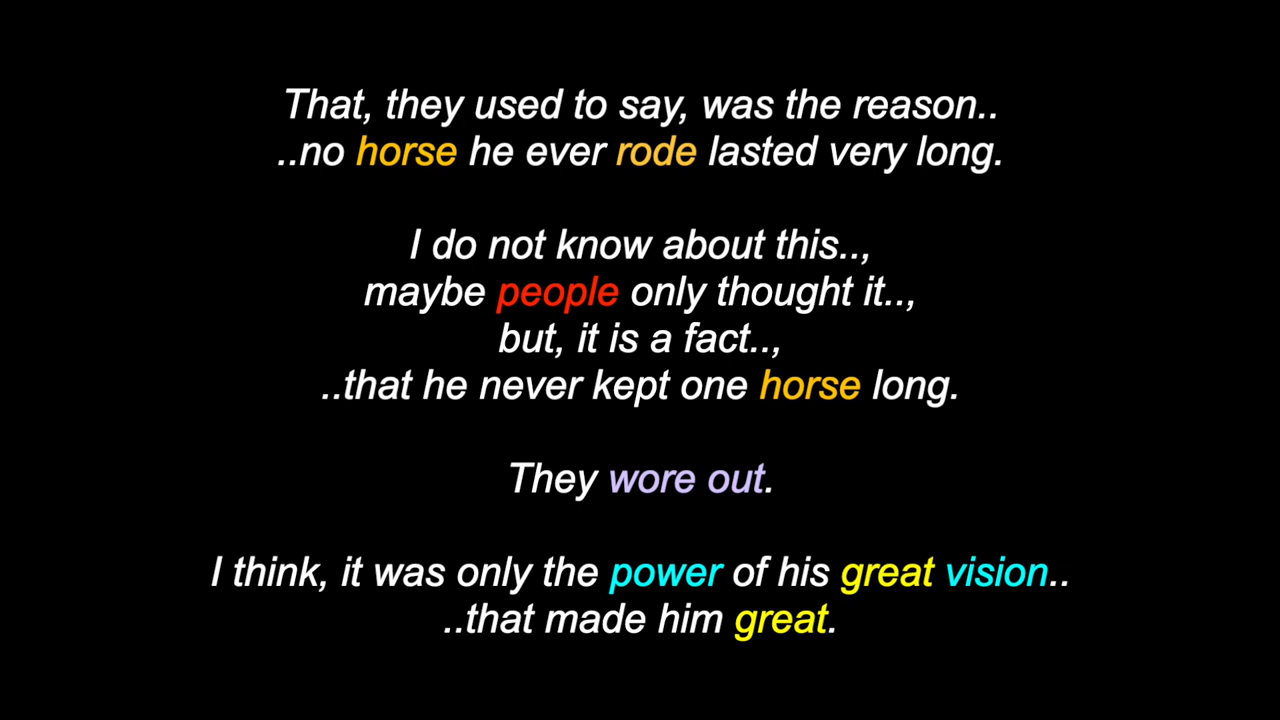 That, they used to say, was the reason..
..no horse he ever rode lasted very long.
I do not know about this..,
maybe people only thought it..,
but, it is a fact..,
..that he never kept one horse long.
They wore out.
I think, it was only the power of his great vision..
..that made him great.